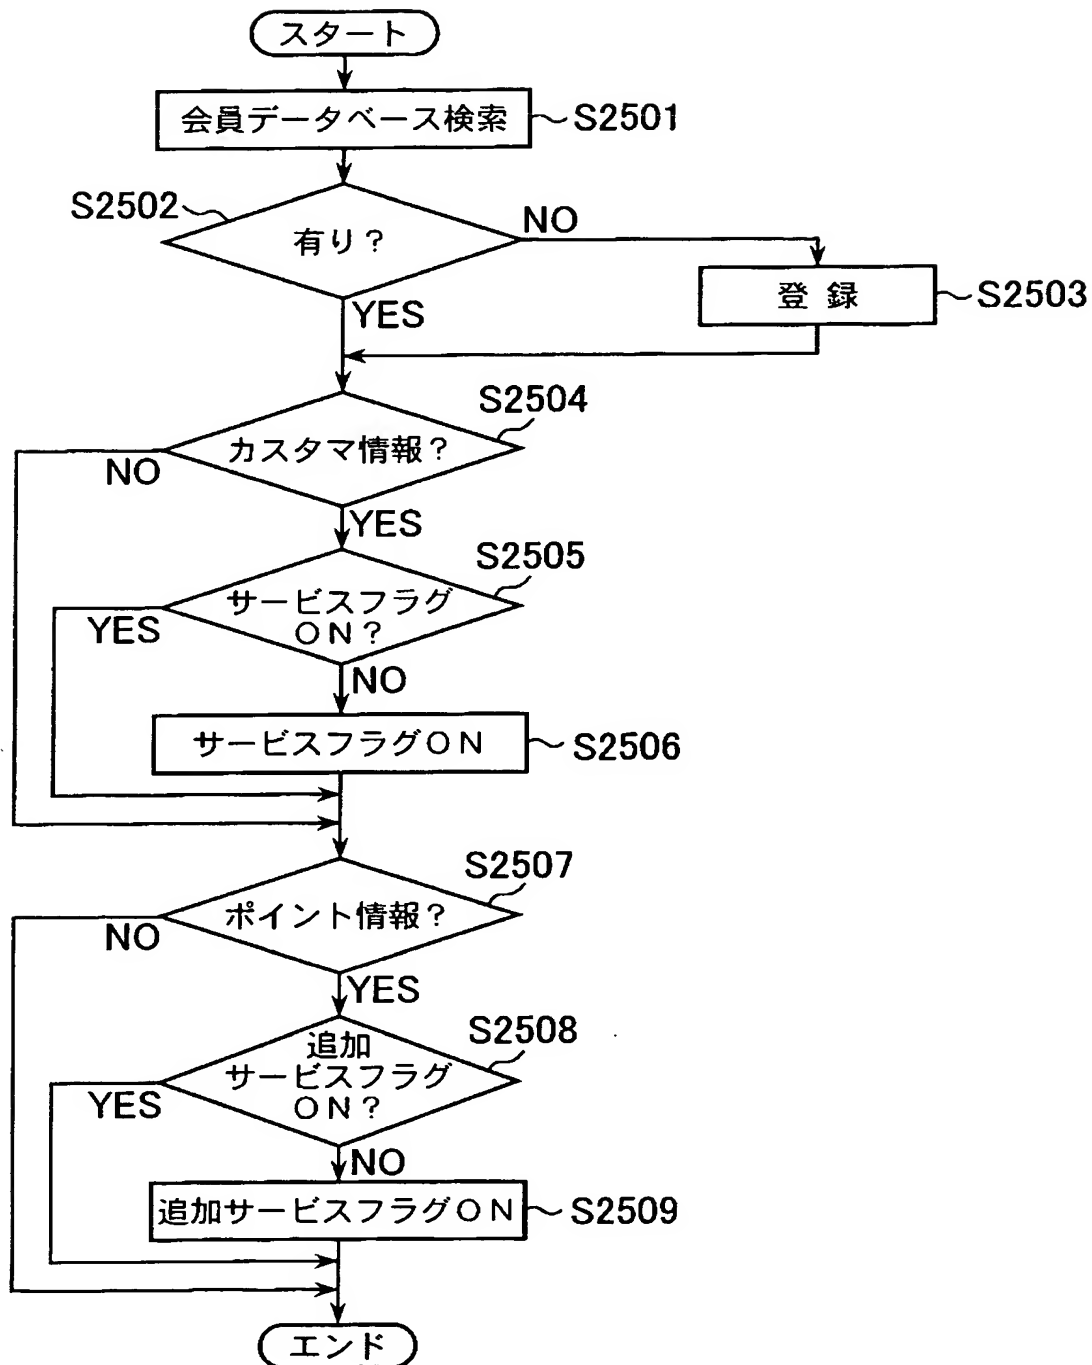 スタート
会員データベース検索
S2501
S2502
有り?
NO
YES
登 録
S2503
S2504
カスタマ情報?
NO
YES
S2505
サービスフラグ
ON?
YES
NO
サービスフラグON
S2506
S2507
ポイント情報?
NO
YES
S2508
追加
サービスフラグ
ON?
YES
NO
追加サービスフラグON
S2509
エンド